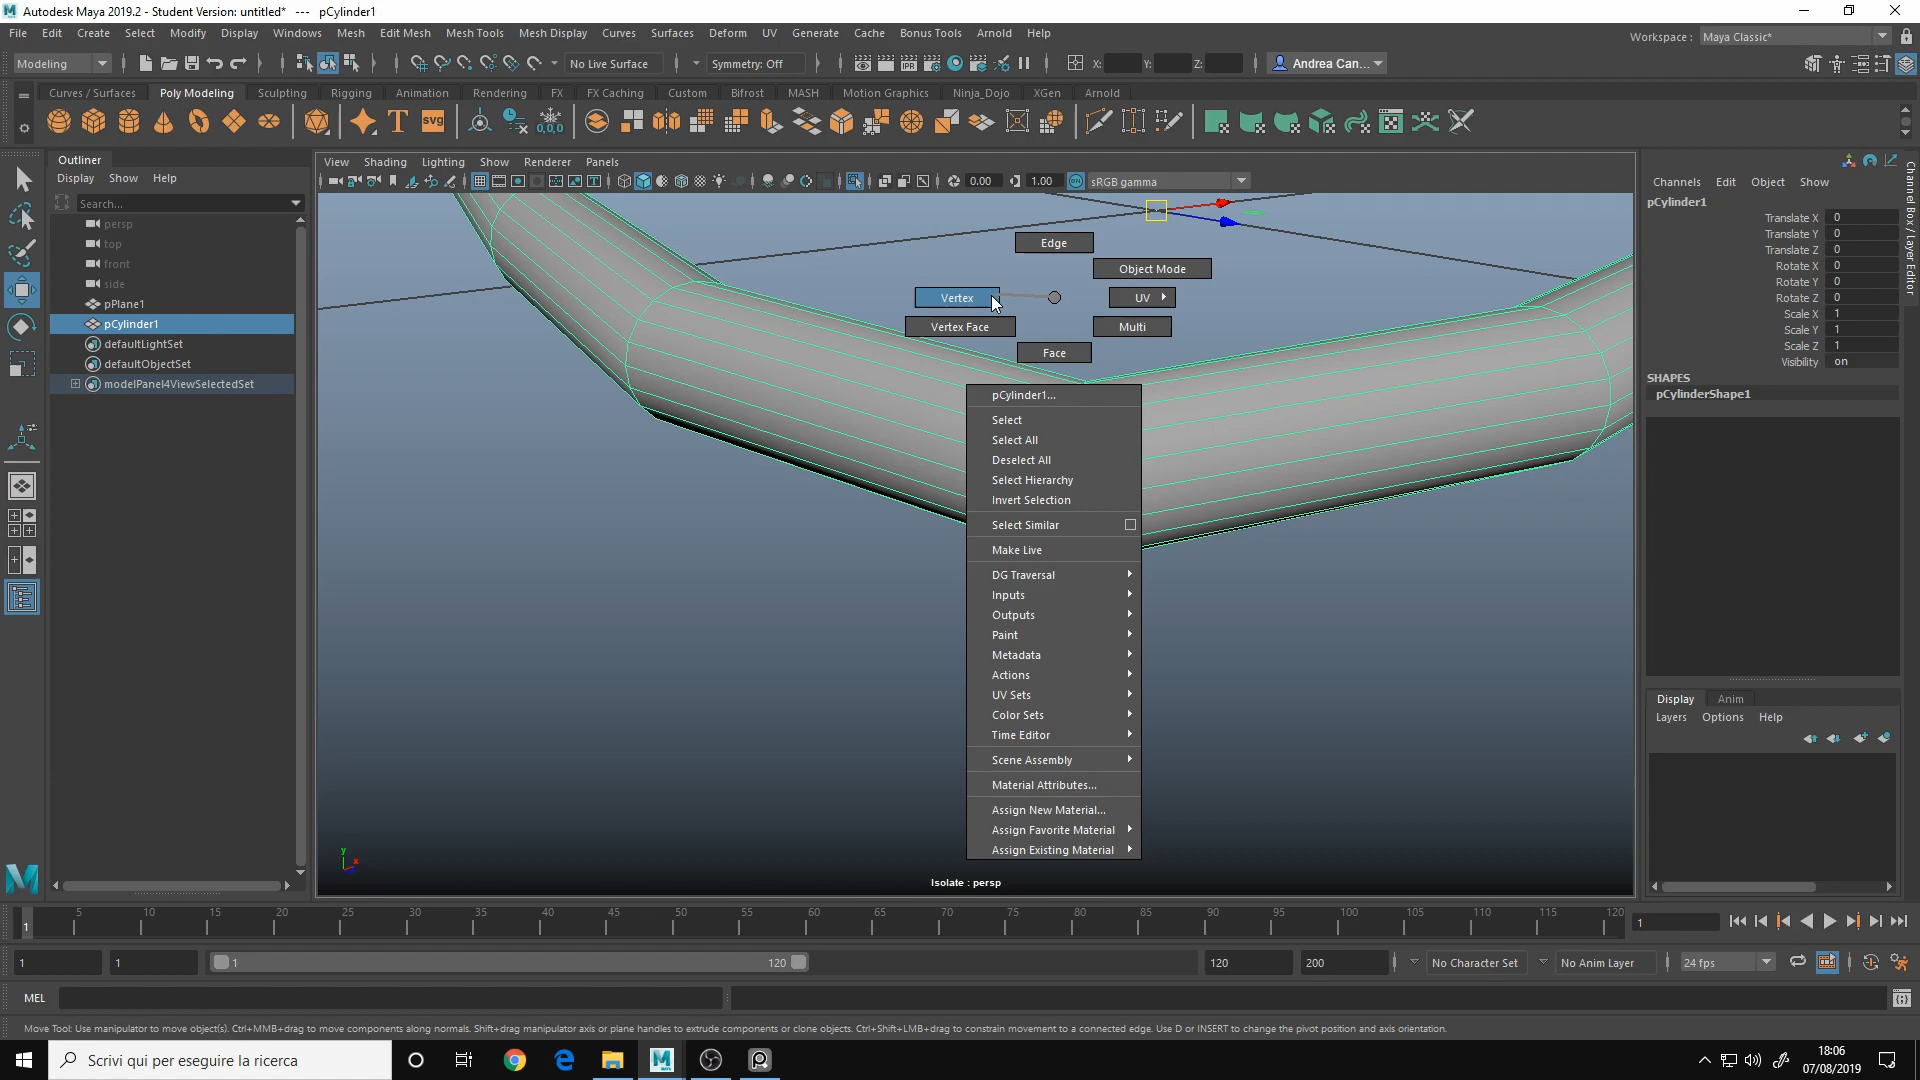 Autodesk Maya 2019.2 - Student Version: untitled* --- pCylinder1
File Edit Create Select Modify Display Windows Mesh Edit Mesh Mesh Tools Mesh Display Curves Surfaces Deform UV Generate Cache Bonus Tools Arnold Help
Workspace : Maya Classic*
Modeling No Live Surface Symmetry: Off X: Y: Z: Andrea Can...
Curves / Surfaces Poly Modeling Sculpting Rigging Animation Rendering FX FX Caching Custom Bifrost MASH Motion Graphics Ninja_Dojo XGen Arnold
Outliner
Display Show Help
Search...
persp
top
front
side
pPlane1
pCylinder1
defaultLightSet
defaultObjectSet
modelPanel4ViewSelectedSet
View Shading Lighting Show Renderer Panels
0.00 1.00 sRGB gamma
Edge
Object Mode
Vertex
UV
Vertex Face
Multi
Face
pCylinder1...
Select
Select All
Deselect All
Select Hierarchy
Invert Selection
Select Similar
Make Live
DG Traversal
Inputs
Outputs
Paint
Metadata
Actions
UV Sets
Color Sets
Time Editor
Scene Assembly
Material Attributes...
Assign New Material...
Assign Favorite Material
Assign Existing Material
y
x
Isolate : persp
Channels Edit Object Show
pCylinder1
Translate X 0
Translate Y 0
Translate Z 0
Rotate X 0
Rotate Y 0
Rotate Z 0
Scale X 1
Scale Y 1
Scale Z 1
Visibility on
SHAPES
pCylinderShape1
Channel Box / Layer Editor
Display Anim
Layers Options Help
1 5 10 15 20 25 30 35 40 45 50 55 60 65 70 75 80 85 90 95 100 105 110 115 120 1
1 1 1 120 120 200 No Character Set No Anim Layer 24 fps
MEL
Move Tool: Use manipulator to move object(s). Ctrl+MMB+drag to move components along normals. Shift+drag manipulator axis or plane handles to extrude components or clone objects. Ctrl+Shift+LMB+drag to constrain movement to a connected edge. Use D or INSERT to change the pivot position and axis orientation.
Scrivi qui per eseguire la ricerca
18:06
07/08/2019